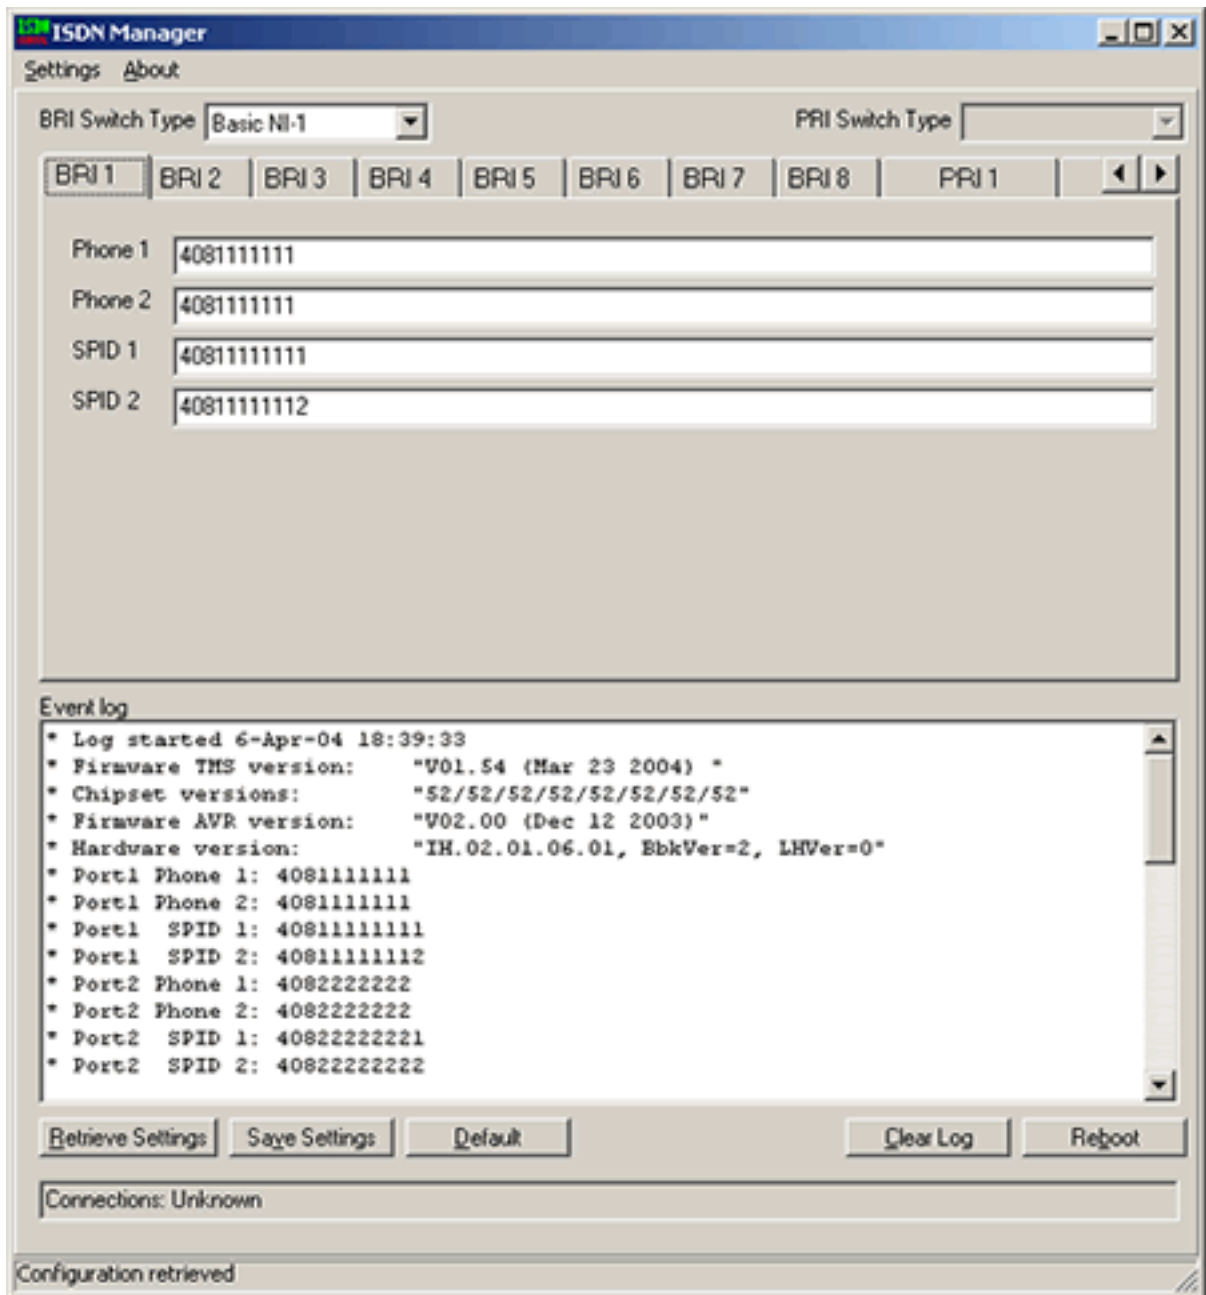 ISDN Manager
Settings About
BRI Switch Type Basic NI-1 PRI Switch Type
BRI 1 BRI 2 BRI 3 BRI 4 BRI 5 BRI 6 BRI 7 BRI 8 PRI 1
Phone 1 4081111111
Phone 2 4081111111
SPID 1 40811111111
SPID 2 40811111112
Event log
* Log started 6-Apr-04 18:39:33
* Firmware TMS version: "V01.54 (Mar 23 2004) "
* Chipset versions: "52/52/52/52/52/52/52/52"
* Firmware AVR version: "V02.00 (Dec 12 2003)"
* Hardware version: "IH.02.01.06.01, BbkVer=2, LHVer=0"
* Port1 Phone 1: 4081111111
* Port1 Phone 2: 4081111111
* Port1 SPID 1: 40811111111
* Port1 SPID 2: 40811111112
* Port2 Phone 1: 4082222222
* Port2 Phone 2: 4082222222
* Port2 SPID 1: 40822222221
* Port2 SPID 2: 40822222222
Retrieve Settings Save Settings Default Clear Log Reboot
Connections: Unknown
Configuration retrieved